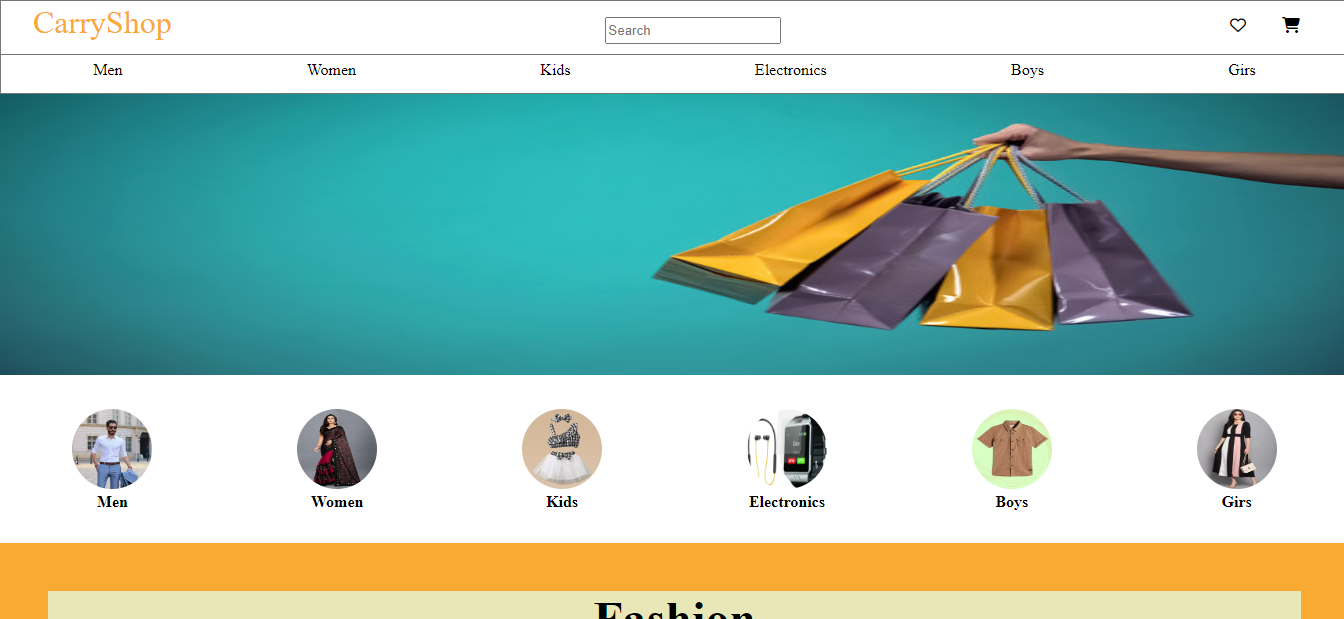 CarryShop
Search
Men Women Kids Electronics Boys Girs
Men Women Kids Electronics Boys Girs
Fashion